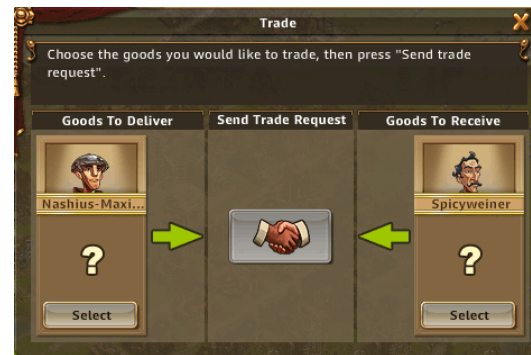 Trade
Choose the goods you would like to trade, then press "Send trade
request".
Goods To Deliver
Send Trade Request
Goods To Receive
Nashius-Maxi...
Spicyweiner
?
?
Select
Select